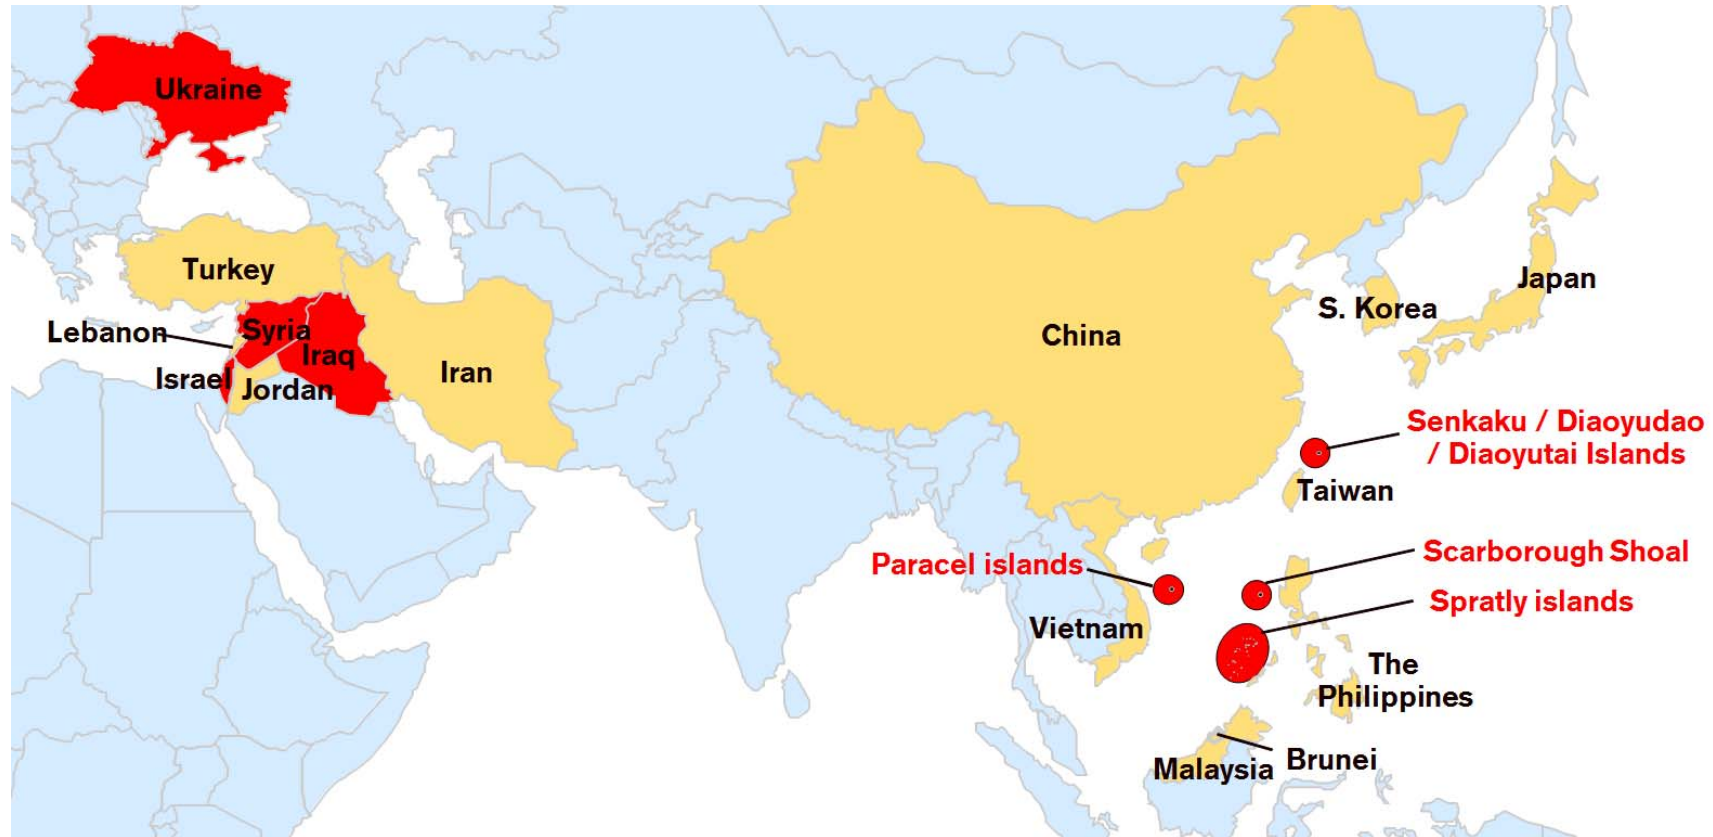 Ukraine
Turkey
Lebanon
Syria
Iraq
Israel
Jordan
Iran
China
Japan
S. Korea
Senkaku / Diaoyudao
/ Diaoyutai Islands
Taiwan
Paracel islands
Scarborough Shoal
Spratly islands
Vietnam
The
Philippines
Malaysia
Brunei